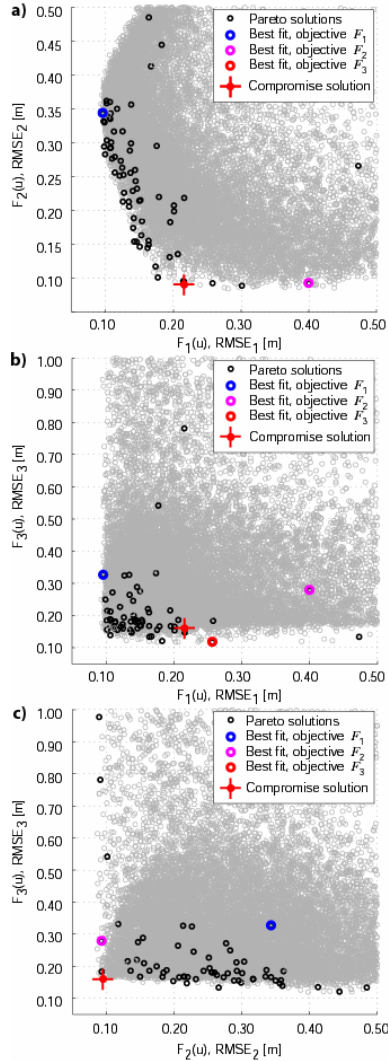 a)
0.50
0.45
0.40
0.35
0.30
0.25
0.20
0.15
0.10
F2(u), RMSE2 [m]
Pareto solutions
Best fit, objective F1
Best fit, objective F2
Best fit, objective F3
Compromise solution
0.10 0.20 0.30 0.40 0.50
F1(u), RMSE1 [m]
b)
1.00
0.90
0.80
0.70
0.60
0.50
0.40
0.30
0.20
0.10
F3(u), RMSE3 [m]
Pareto solutions
Best fit, objective F1
Best fit, objective F2
Best fit, objective F3
Compromise solution
0.10 0.20 0.30 0.40 0.50
F1(u), RMSE1 [m]
c)
1.00
0.90
0.80
0.70
0.60
0.50
0.40
0.30
0.20
0.10
F3(u), RMSE3 [m]
Pareto solutions
Best fit, objective F1
Best fit, objective F2
Best fit, objective F3
Compromise solution
0.10 0.20 0.30 0.40 0.50
F2(u), RMSE2 [m]